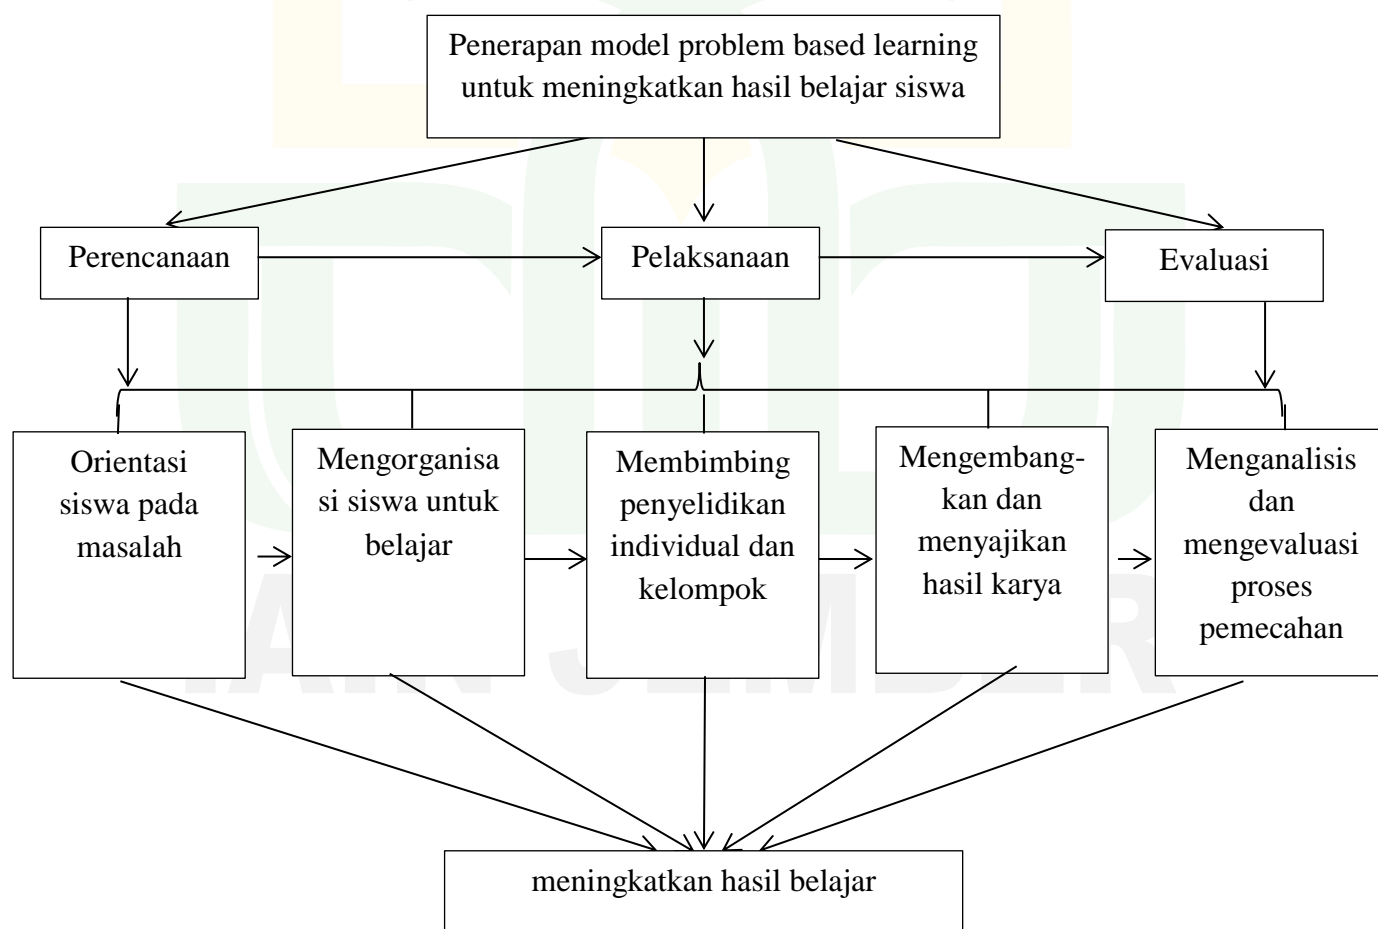 Penerapan model problem based learning
untuk meningkatkan hasil belajar siswa
Perencanaan
Pelaksanaan
Evaluasi
Orientasi
siswa pada
masalah
Mengorganisa
si siswa untuk
belajar
Membimbing
penyelidikan
individual dan
kelompok
Mengembang-
kan dan
menyajikan
hasil karya
Menganalisis
dan
mengevaluasi
proses
pemecahan
IAIN JEMBER
meningkatkan hasil belajar